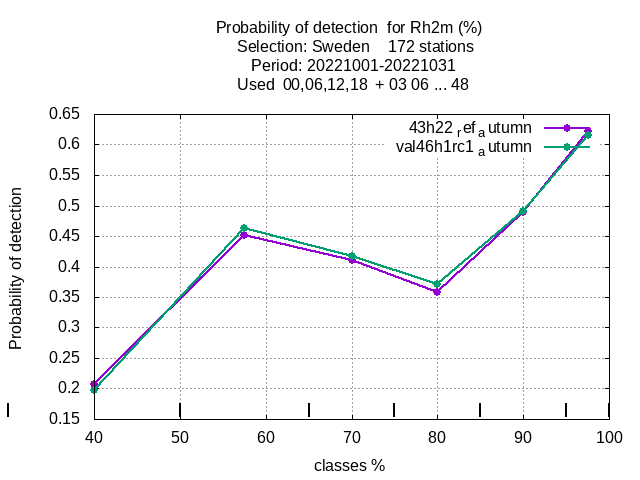 Probability of detection  for Rh2m (%)
Selection: Sweden    172 stations
Period: 20221001-20221031
Used  00,06,12,18  + 03 06 ... 48
43h22 ref autumn
val46h1rc1 autumn
Probability of detection
0.65
0.6
0.55
0.5
0.45
0.4
0.35
0.3
0.25
0.2
0.15
40 50 60 70 80 90 100
classes %